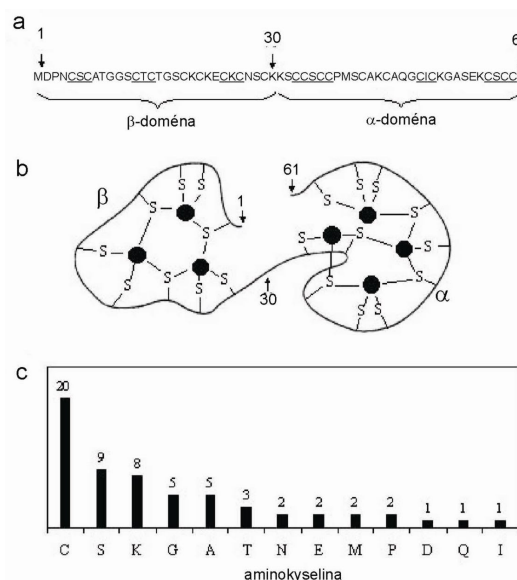 a
1 30 6
MDPNCSCATGGSCTCTGSCKCKECKCNSCKKSCCSCCPMSCAKCAQGCICKGASEKCSCC
β-doména α-doména
b
61
β S S 1 S S S
S S S
S S S S
S S S S
S S S S
30 S S α
c
20
9
8
5 5
3
2 2 2 2
1 1 1
C S K G A T N E M P D Q I
aminokyselina